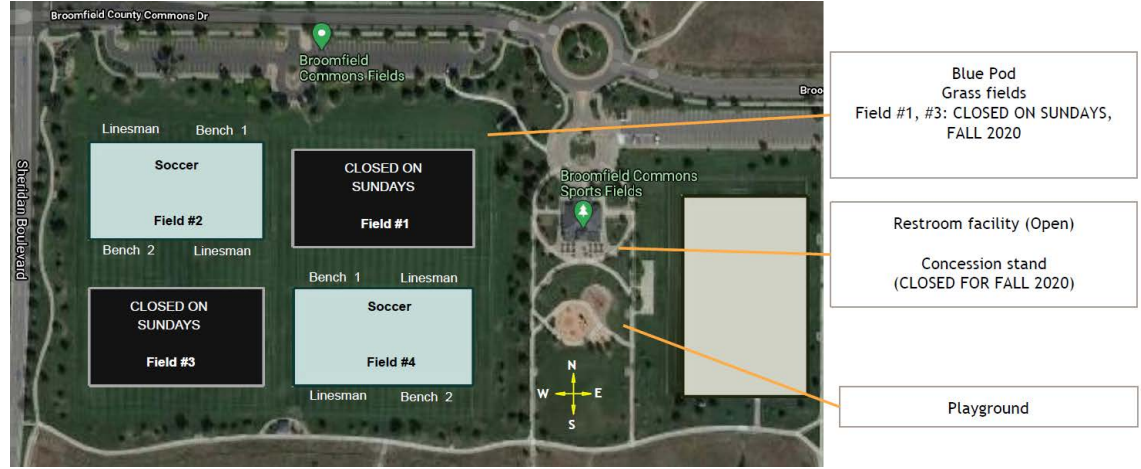 Broomfield County Commons Dr
Broomfield
Commons Fields
Broo
Sheridan Boulevard
Linesman
Bench 1
Soccer
Field #2
Bench 2
Linesman
CLOSED ON
SUNDAYS
Field #1
Broomfield Commons
Sports Fields
CLOSED ON
SUNDAYS
Field #3
Bench 1
Linesman
Soccer
Field #4
Linesman
Bench 2
N
W
E
S
Blue Pod
Grass fields
Field #1, #3: CLOSED ON SUNDAYS,
FALL 2020
Restroom facility (Open)
Concession stand
(CLOSED FOR FALL 2020)
Playground